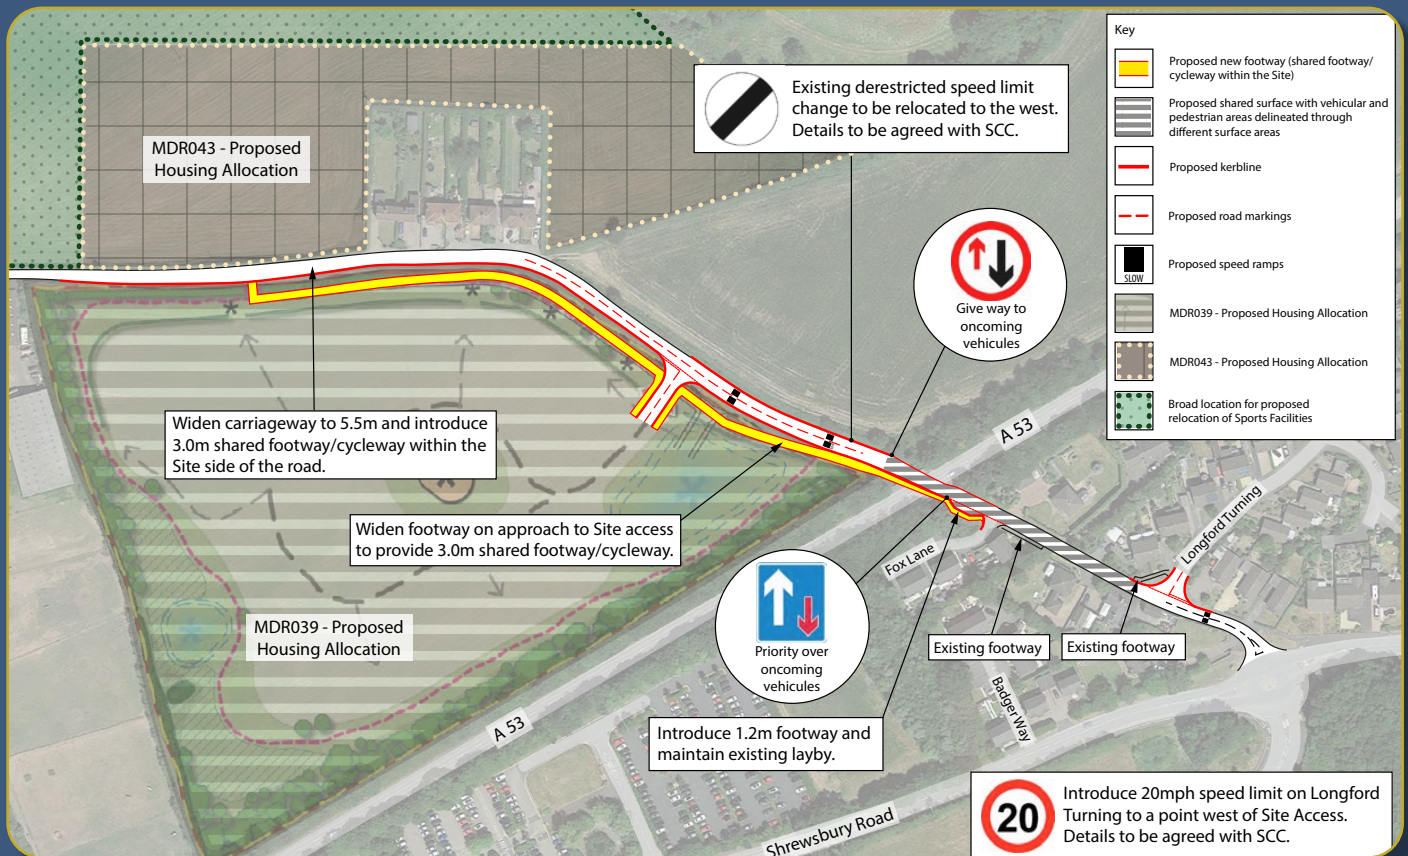 Key
Proposed new footway (shared footway/
cycleway within the Site)
Proposed shared surface with vehicular and
pedestrian areas delineated through
different surface areas
Proposed kerbline
Proposed road markings
SLOW
Proposed speed ramps
MDR039 - Proposed Housing Allocation
MDR043 - Proposed Housing Allocation
Broad location for proposed
relocation of Sports Facilities
Existing derestricted speed limit
change to be relocated to the west.
Details to be agreed with SCC.
MDR043 - Proposed
Housing Allocation
Give way to
oncoming
vehicules
Widen carriageway to 5.5m and introduce
3.0m shared footway/cycleway within the
Site side of the road.
A 53
Widen footway on approach to Site access
to provide 3.0m shared footway/cycleway.
Longford Turning
Fox Lane
Priority over
oncoming
vehicules
MDR039 - Proposed
Housing Allocation
Existing footway
Existing footway
Badger Way
A 53
Introduce 1.2m footway and
maintain existing layby.
Shrewsbury Road
20
Introduce 20mph speed limit on Longford
Turning to a point west of Site Access.
Details to be agreed with SCC.